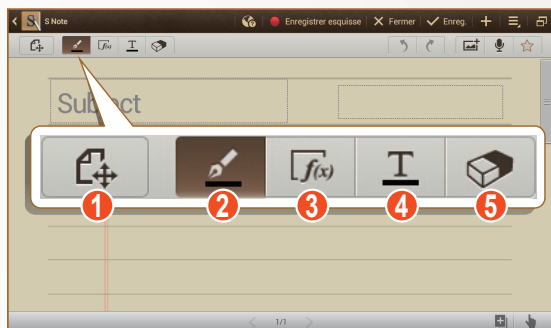 S Note Enregistrer esquisse Fermer Enreg.
f(x) T
Subject
f(x) T
1 2 3 4 5
1/1